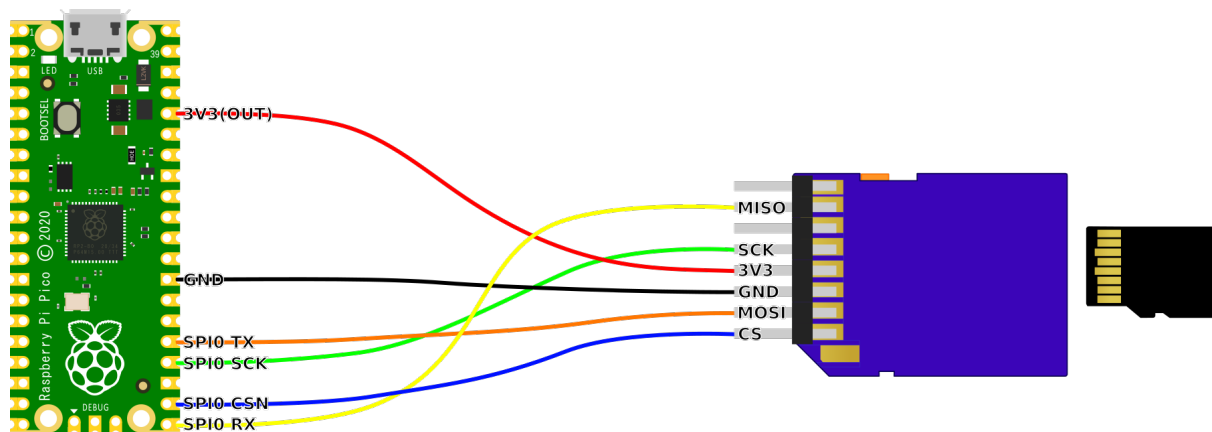 1
2
39
LED
USB
BOOTSEL
3V3(OUT)
Raspberry Pi Pico © 2020
GND
SPI0 TX
SPI0 SCK
SPI0 CSN
SPI0 RX
DEBUG
MISO
SCK
3V3
GND
MOSI
CS